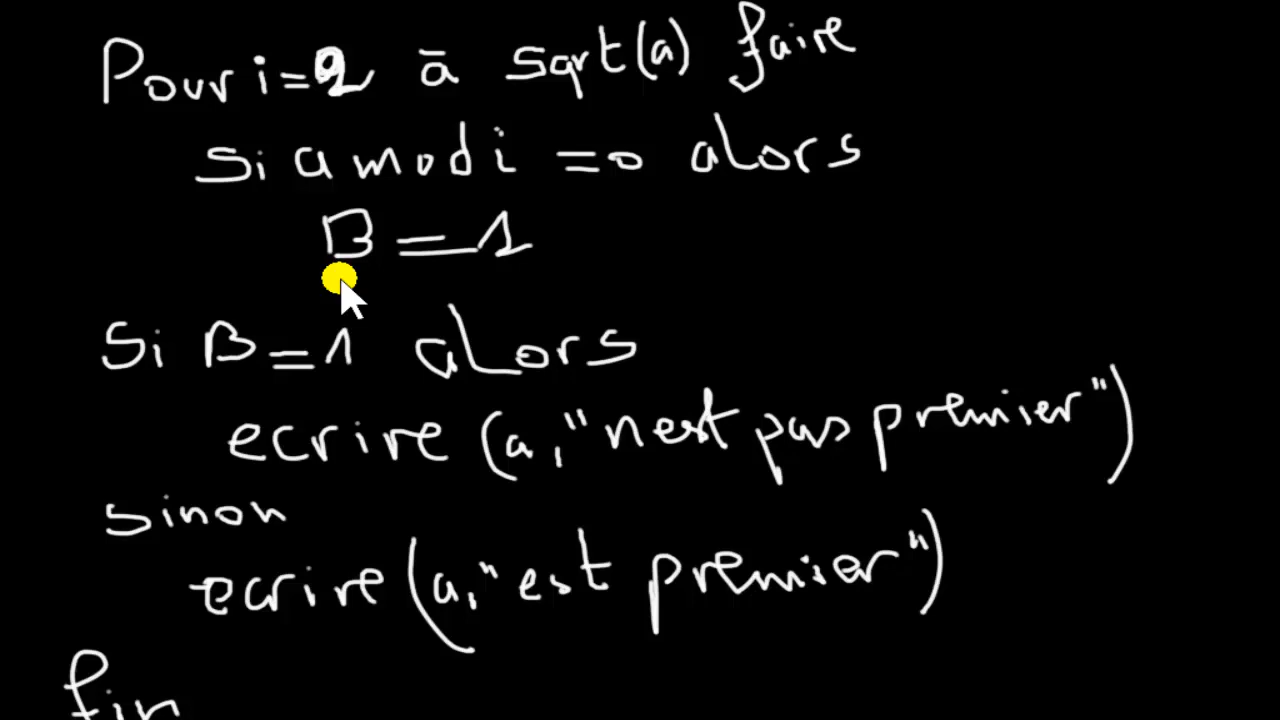 Pour i=2 à sqrt(a) faire
Si a mod i =0 alors
B=1
Si B=1 alors
ecrire (a,"nest pas premier")
sinon
ecrire (a,"est premier")
fin